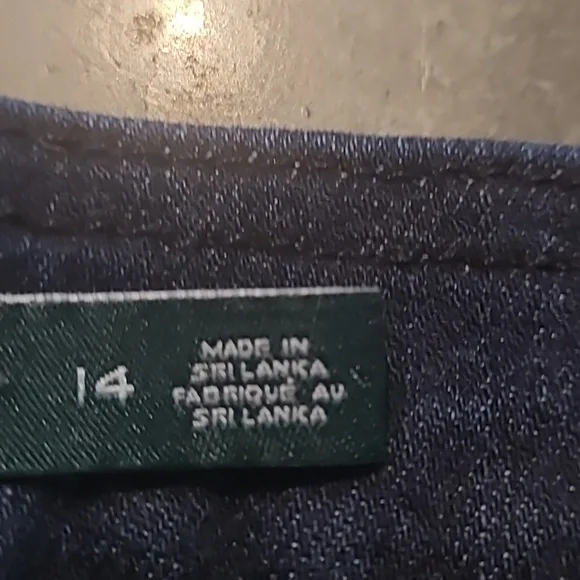 14
MADE IN
SRI LANKA
FABRIQUÉ AU
SRI LANKA